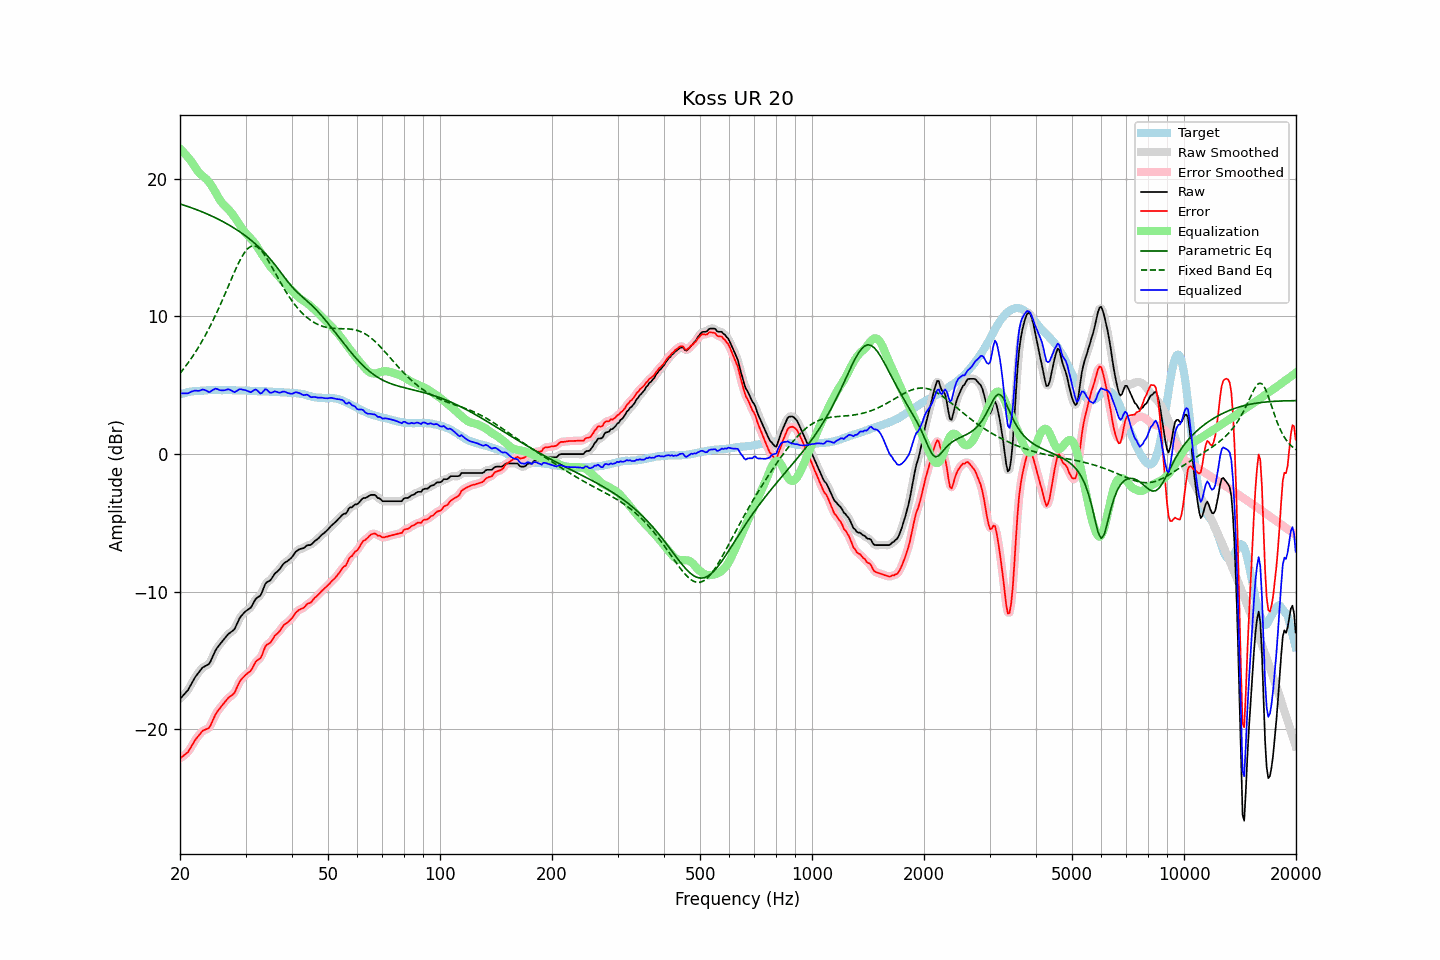 Koss UR 20
Target
Raw Smoothed
Error Smoothed
Raw
Error
Equalization
Parametric Eq
Fixed Band Eq
Equalized
Amplitude (dBr)
20
10
0
−10
−20
20
50
100
200
500
1000
2000
5000
10000
20000
Frequency (Hz)